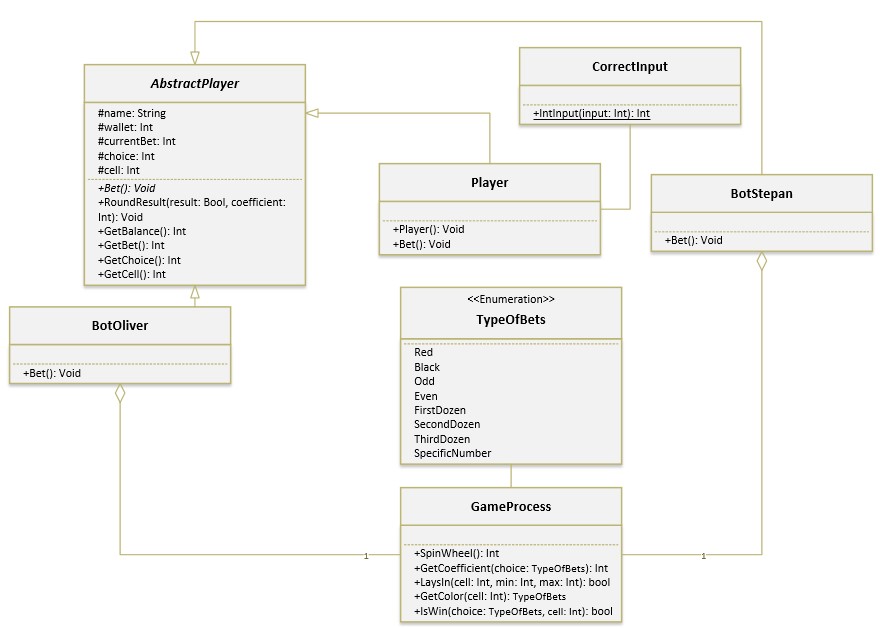 AbstractPlayer
#name: String
#wallet: Int
#currentBet: Int
#choice: Int
#cell: Int
+Bet(): Void
+RoundResult(result: Bool, coefficient:
Int): Void
+GetBalance(): Int
+GetBet(): Int
+GetChoice(): Int
+GetCell(): Int
CorrectInput
+IntInput(input: Int): Int
Player
+Player(): Void
+Bet(): Void
BotStepan
+Bet(): Void
BotOliver
+Bet(): Void
<<Enumeration>>
TypeOfBets
Red
Black
Odd
Even
FirstDozen
SecondDozen
ThirdDozen
SpecificNumber
GameProcess
+SpinWheel(): Int
+GetCoefficient(choice: TypeOfBets): Int
+LaysIn(cell: Int, min: Int, max: Int): bool
+GetColor(cell: Int): TypeOfBets
+IsWin(choice: TypeOfBets, cell: Int): bool
1
1